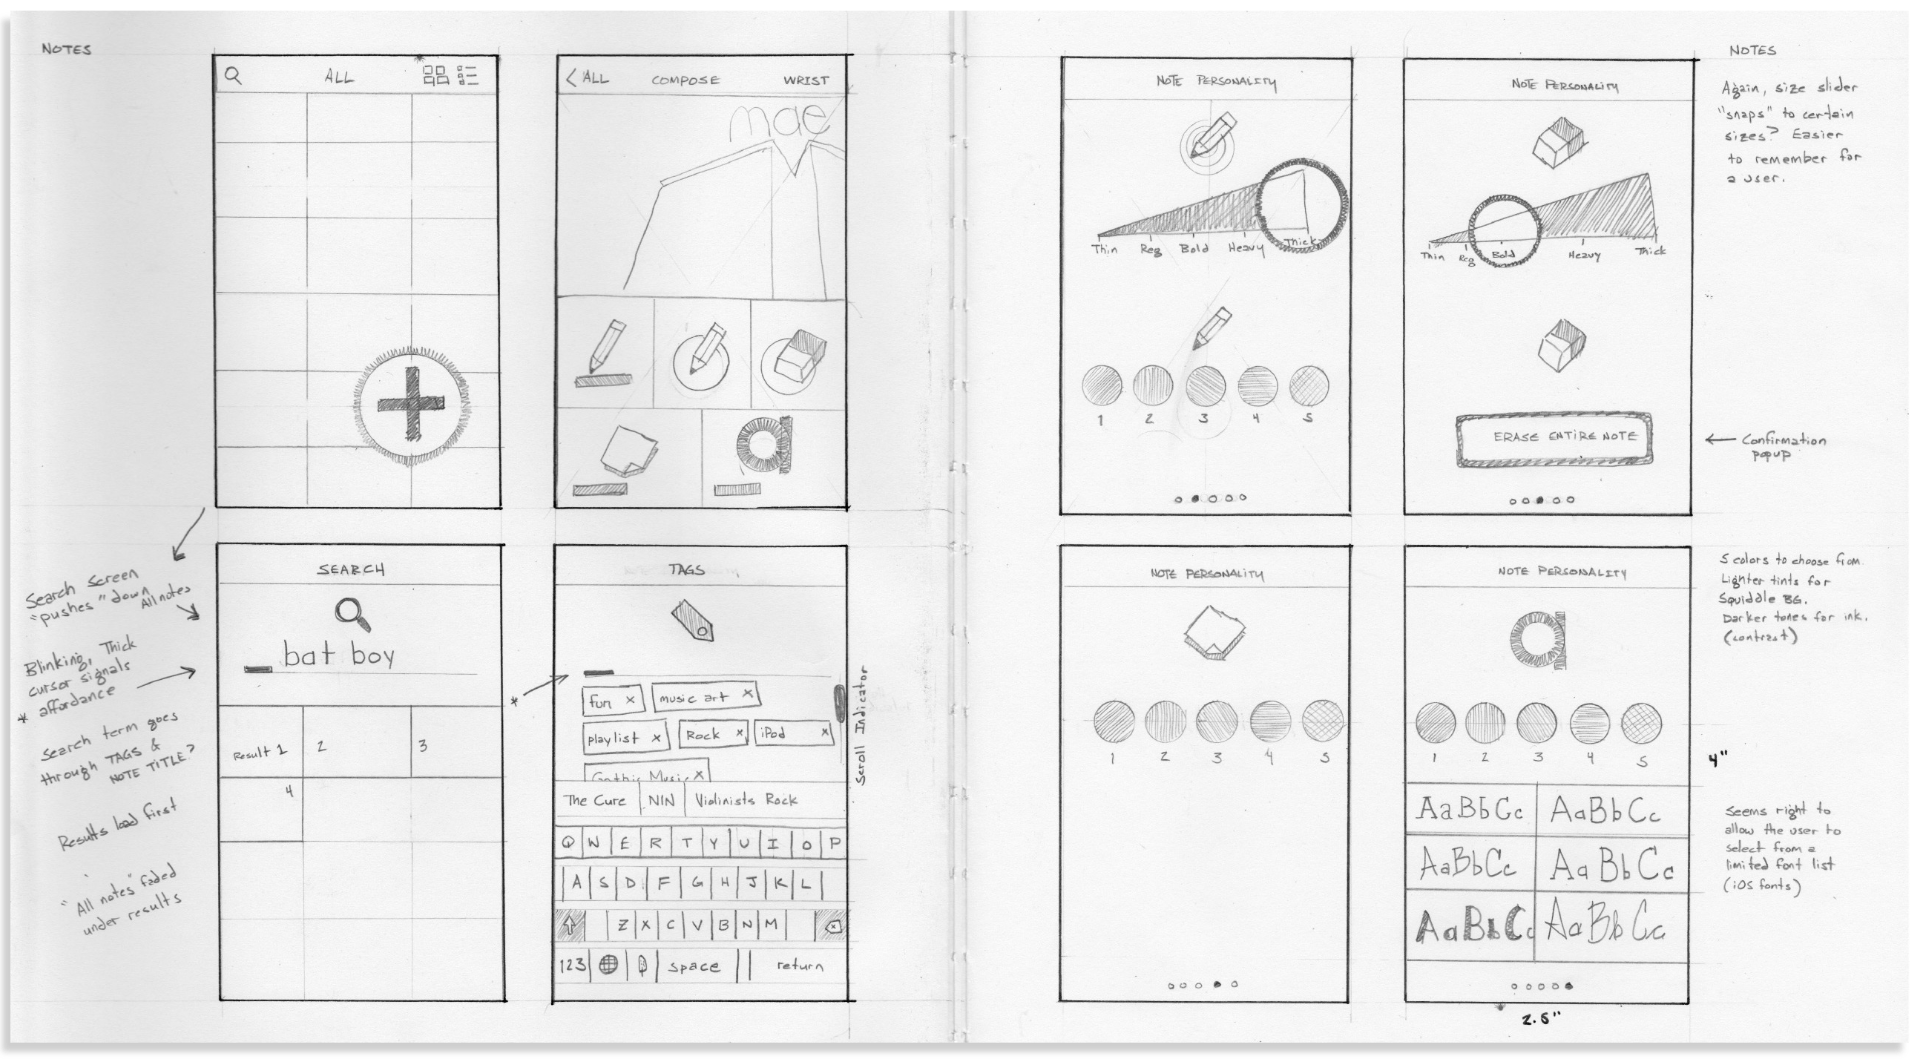 NOTES
ALL
< ALL COMPOSE WRIST
mae
a
Search Screen
"pushes" down
All notes
Blinking, Thick
cursor signals
* affordance
Search term goes
through TAGS &
NOTE TITLE?
Results load first
"All notes" faded
under results
SEARCH
bat boy
Result 1 2 3
4
TAGS
*
fun x music art x
playlist x Rock x iPod x
Gothic Music x
Scroll Indicator
The Cure NIN Violinists Rock
Q W E R T Y U I O P
A S D F G H J K L
Z X C V B N M
123 space return
NOTE PERSONALITY
Thin Reg Bold Heavy Thick
1 2 3 4 5
NOTE PERSONALITY
Thin Reg Bold Heavy Thick
ERASE ENTIRE NOTE
NOTES
Again, size slider
"snaps" to certain
sizes? Easier
to remember for
a user.
← Confirmation
popup
NOTE PERSONALITY
1 2 3 4 5
NOTE PERSONALITY
a
1 2 3 4 5
AaBbCc AaBbCc
AaBbCc AaBbCc
AaBbCc AaBbCc
5 colors to choose from.
Lighter tints for
Squiddle BG.
Darker tones for ink.
(contrast)
4"
Seems right to
allow the user to
select from a
limited font list
(iOS fonts)
2.5"